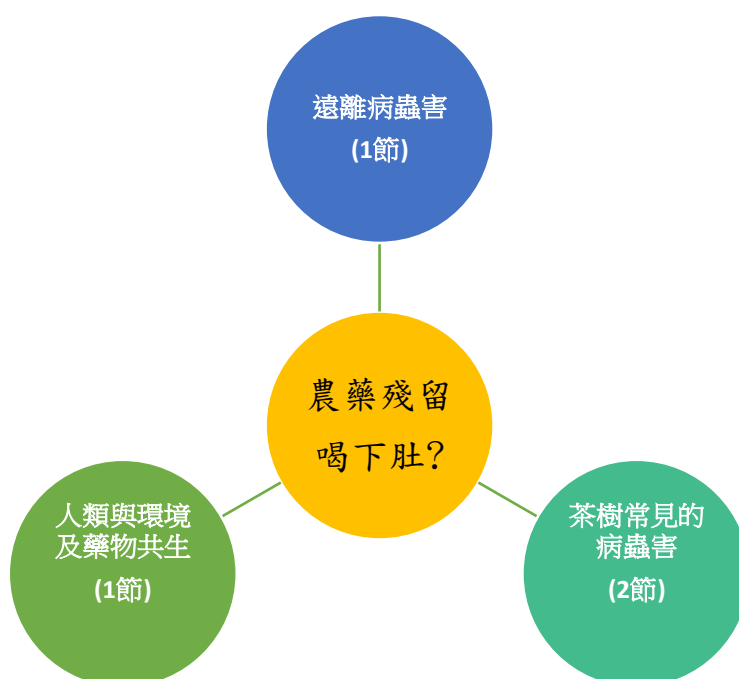 遠離病蟲害
(1節)
農藥殘留
喝下肚?
人類與環境
及藥物共生
(1節)
茶樹常見的
病蟲害
(2節)